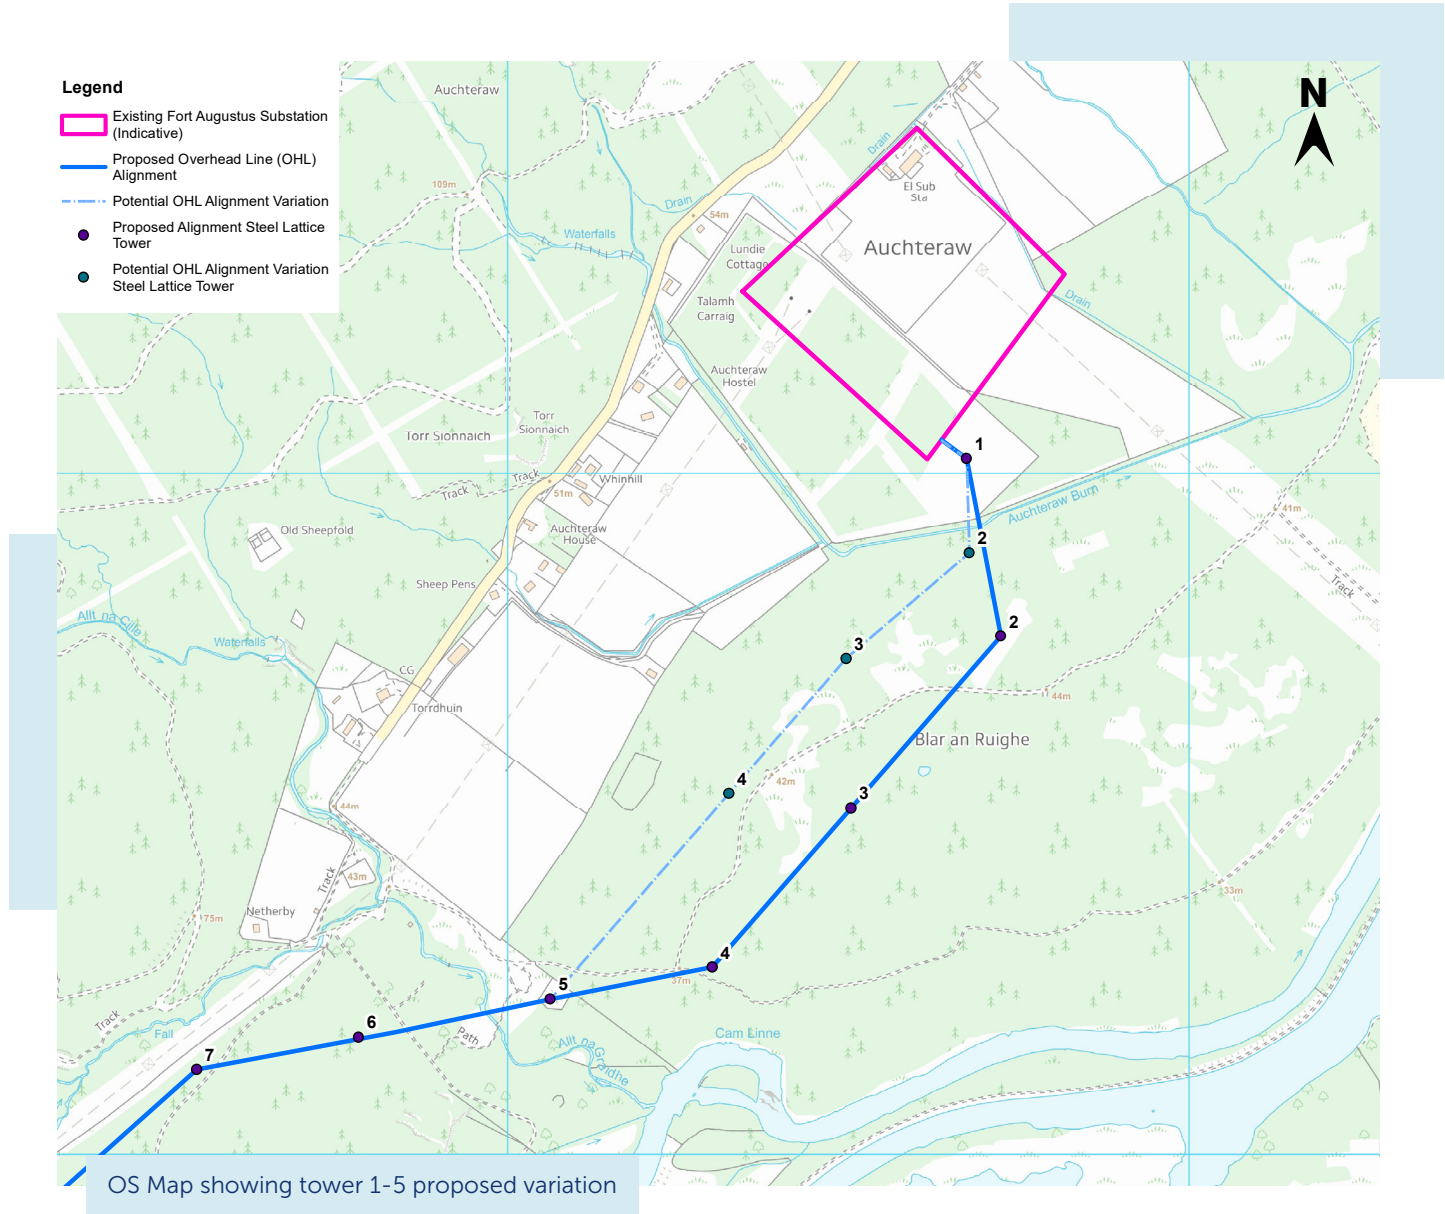 Legend
Existing Fort Augustus Substation
(Indicative)
Proposed Overhead Line (OHL)
Alignment
Potential OHL Alignment Variation
Proposed Alignment Steel Lattice
Tower
Potential OHL Alignment Variation
Steel Lattice Tower
N
Auchteraw
109m
Drain
El Sub
Sta
Drain
54m
Waterfalls
Lundie
Cottage
Auchteraw
Drain
Talamh
Carraig
Auchteraw
Hostel
Torr
Sionnaich
Torr Sionnaich
1
Track
Track
Whinhill
51m
Auchteraw Burn
41m
Old Sheepfold
Auchteraw
House
2
Sheep Pens
Track
Allt na Cille
Waterfalls
2
3
CG
44m
Torrdhuin
Blar an Ruighe
4
42m
3
44m
Track
43m
33m
Netherby
75m
4
37m
5
Track
Fall
6
Path
Allt na Graidhe
Cam Linne
7
OS Map showing tower 1-5 proposed variation